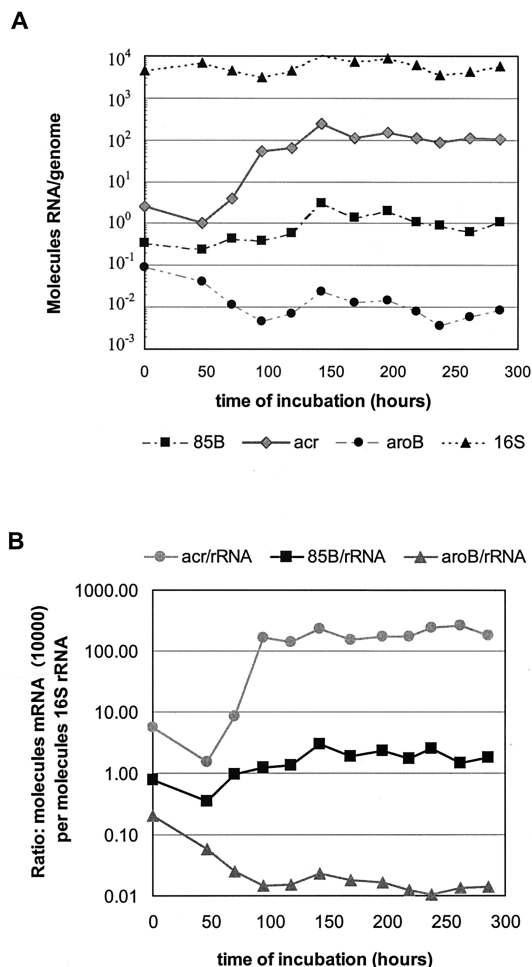 A
Molecules RNA/genome
10^4
10^3
10^2
10^1
10^0
10^-1
10^-2
10^-3
0 50 100 150 200 250 300
time of incubation (hours)
85B acr aroB 16S
B
acr/rRNA 85B/rRNA aroB/rRNA
Ratio: molecules mRNA (10000)
per molecules 16S rRNA
1000.00
100.00
10.00
1.00
0.10
0.01
0 50 100 150 200 250 300
time of incubation (hours)